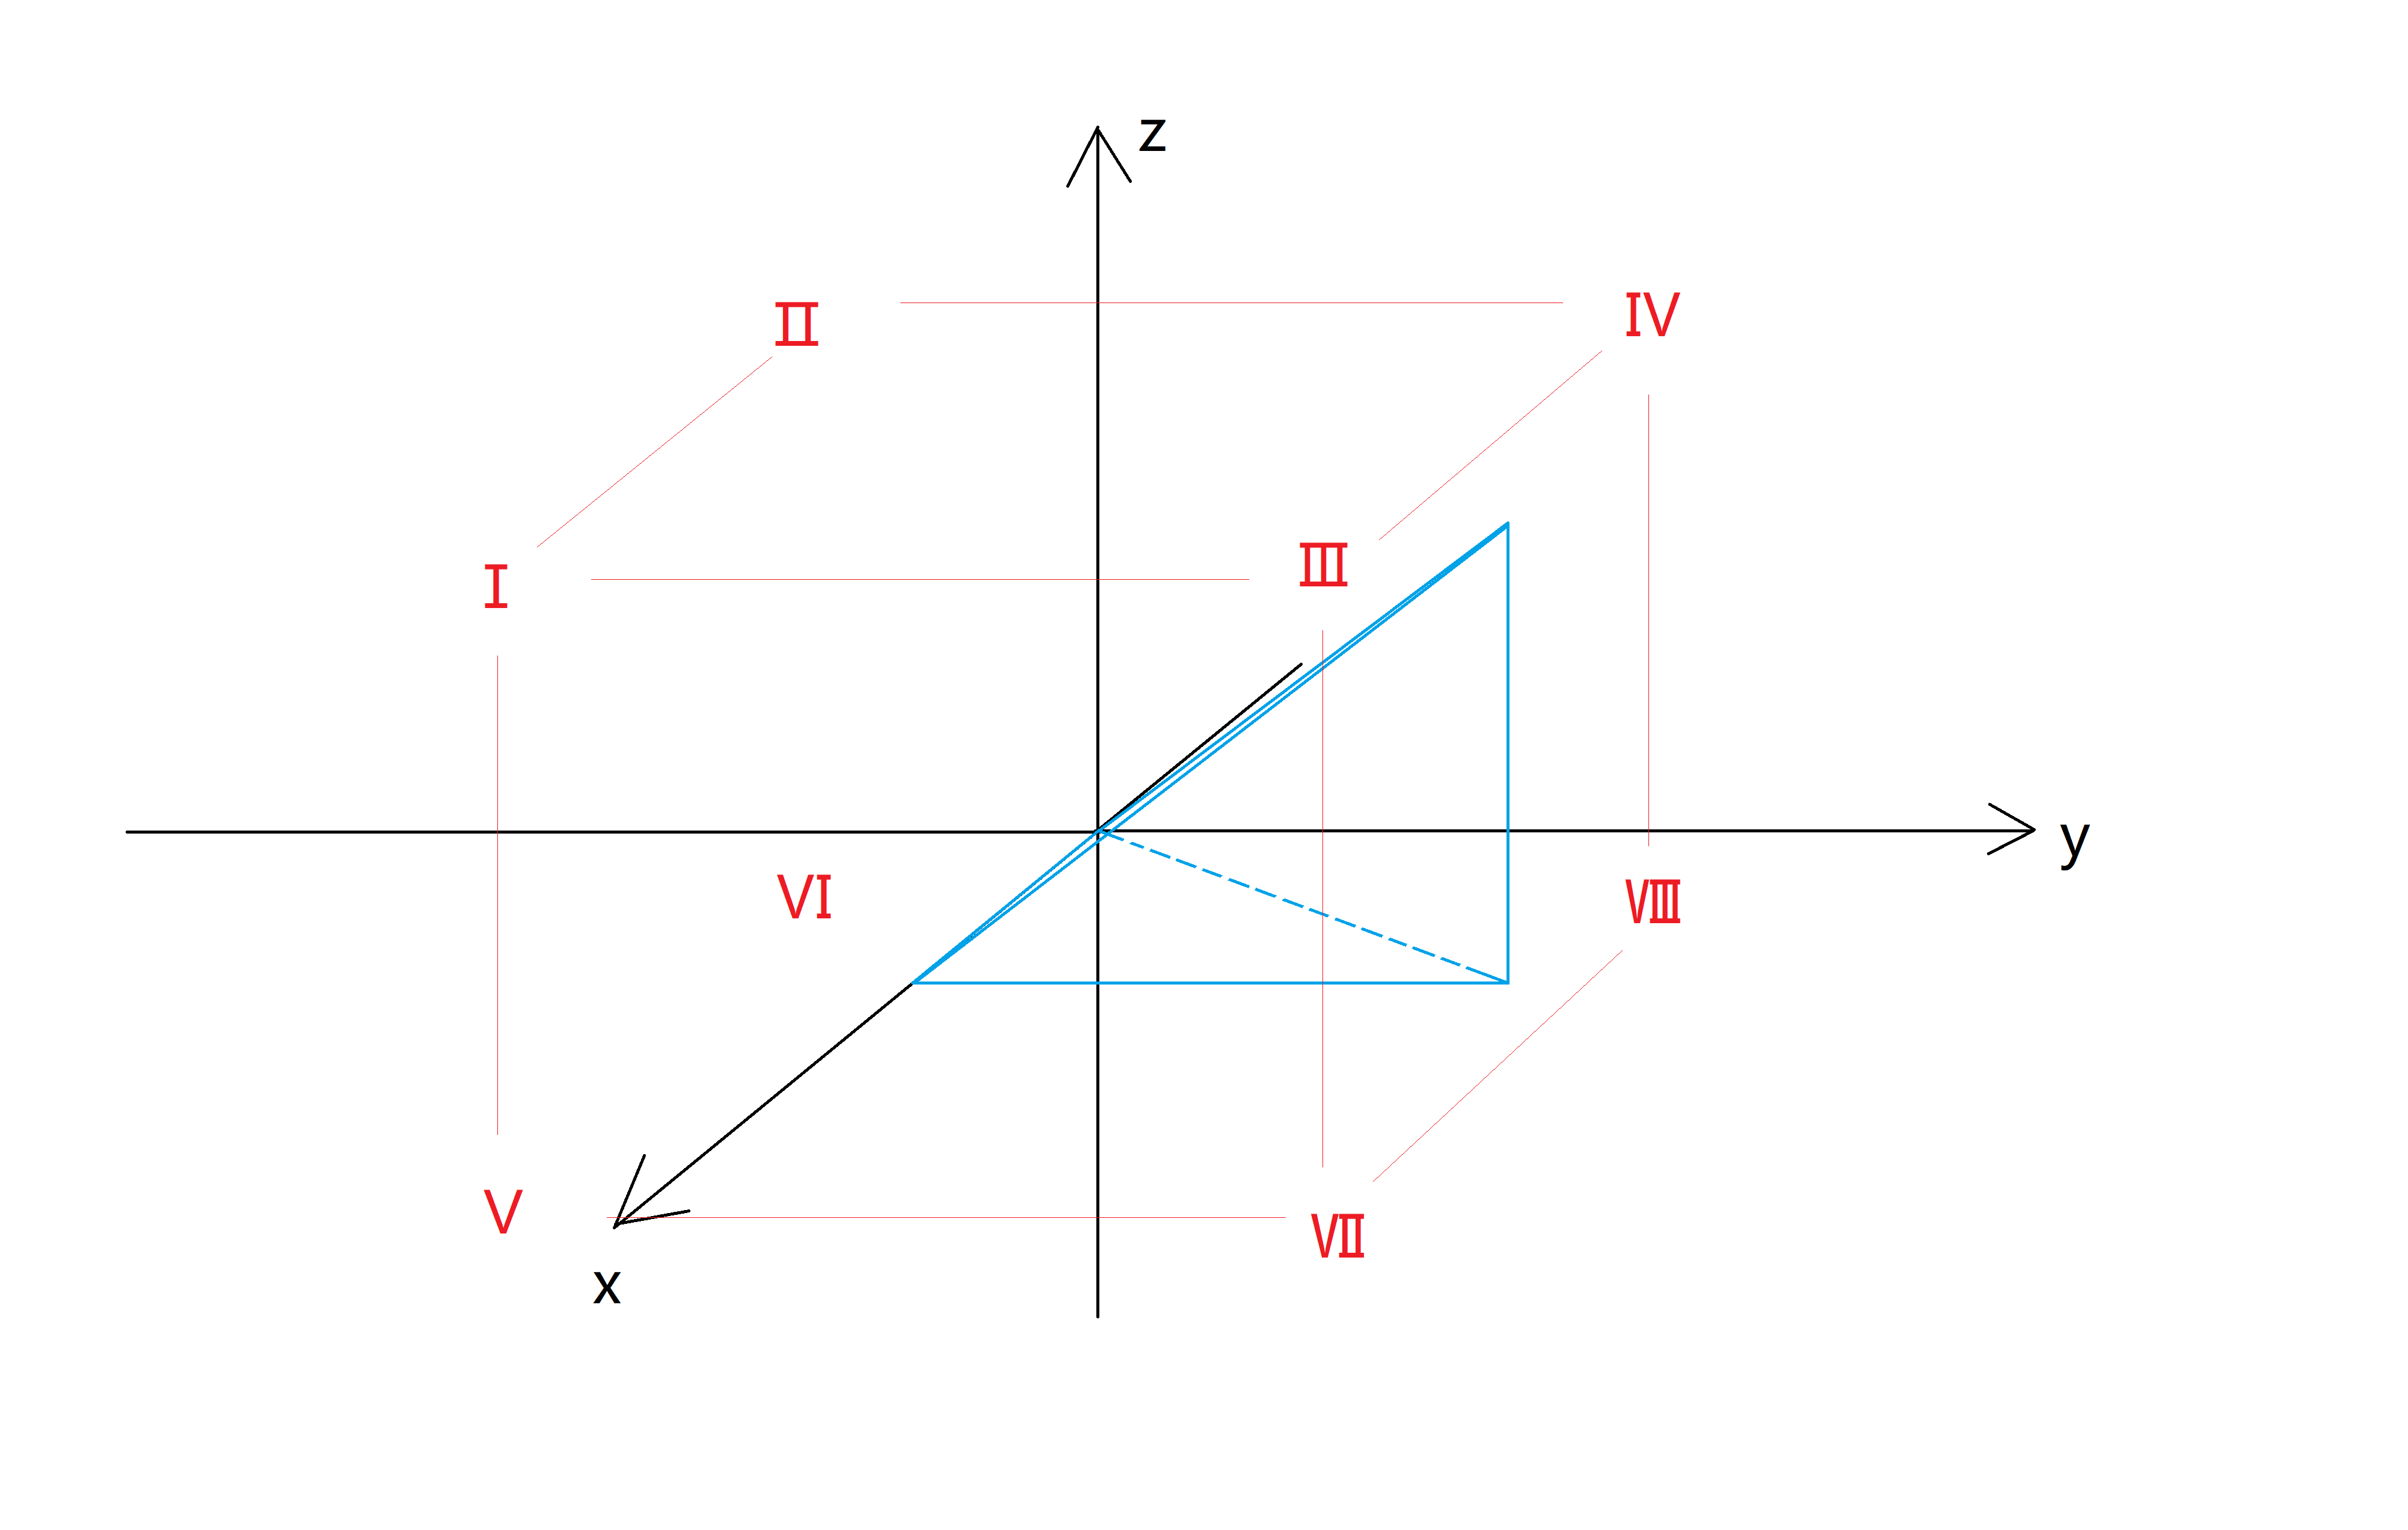 z
Ⅱ
Ⅳ
Ⅰ
Ⅲ
y
Ⅵ
Ⅷ
Ⅴ
Ⅶ
x